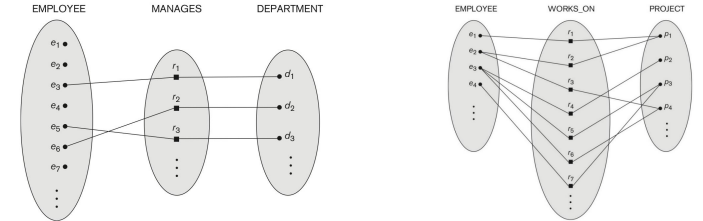 EMPLOYEE MANAGES DEPARTMENT
e1
e2
e3
e4
e5
e6
e7
r1
r2
r3
d1
d2
d3
EMPLOYEE WORKS_ON PROJECT
e1
e2
e3
e4
r1
r2
r3
r4
r5
r6
r7
p1
p2
p3
p4